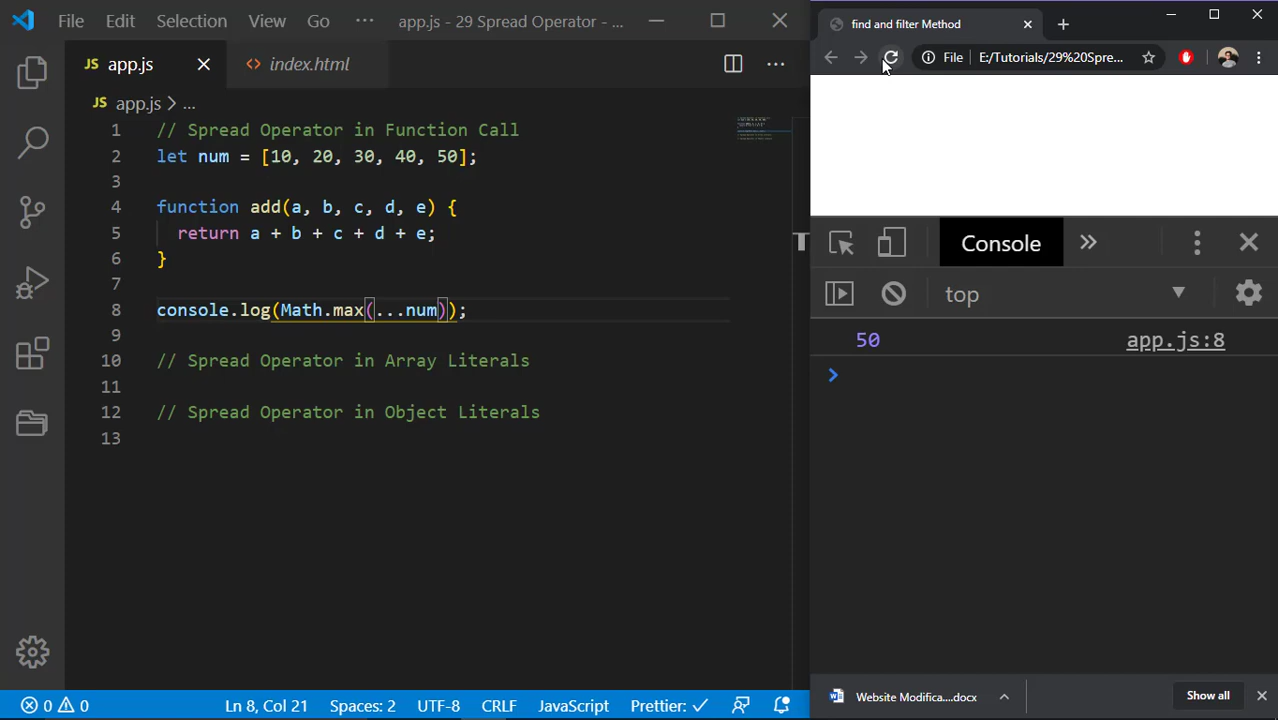 File Edit Selection View Go ··· app.js - 29 Spread Operator - ...
JS app.js
<> index.html
JS app.js > ...
1 // Spread Operator in Function Call
2 let num = [10, 20, 30, 40, 50];
3
4 function add(a, b, c, d, e) {
5 return a + b + c + d + e;
6 }
7
8 console.log(Math.max(...num));
9
10 // Spread Operator in Array Literals
11
12 // Spread Operator in Object Literals
13
0 0 Ln 8, Col 21 Spaces: 2 UTF-8 CRLF JavaScript Prettier: ✓
find and filter Method
File E:/Tutorials/29%20Spre...
Console »
top
50 app.js:8
Website Modifica....docx
Show all